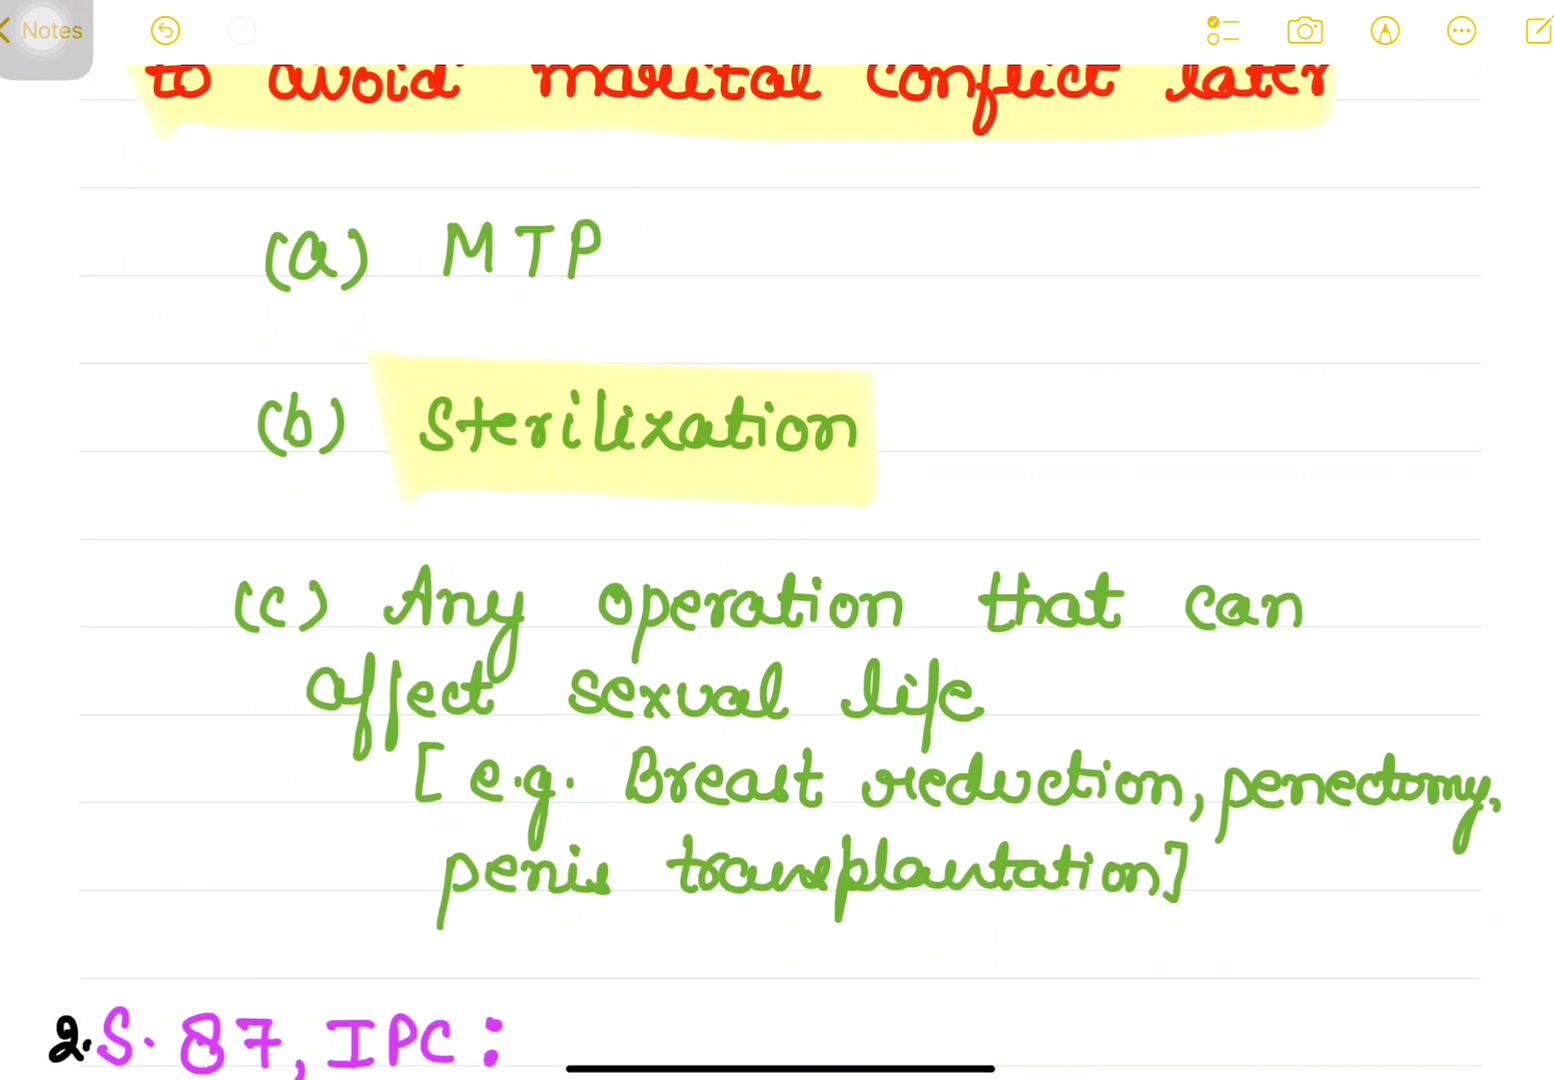 Notes
to avoid marital conflict later
(a) MTP
(b) Sterilization
(c) Any operation that can
affect sexual life
[e.g. Breast reduction, penectomy,
penis transplantation]
2. S. 87, IPC: